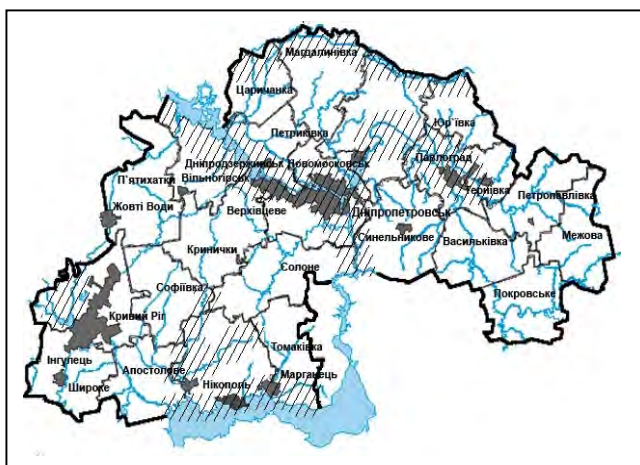 Магдалинівка
Царичанка
Юр'ївка
Петриківка
Дніпродзержинськ
Новомосковськ
Павлоград
П'ятихатки
Вільногірськ
Тернівка
Петропавлівка
Жовті Води
Верхівцеве
Дніпропетровськ
Синельникове
Васильківка
Межова
Кринички
Солоне
Софіївка
Покровське
Кривий Ріг
Томаківка
Інгулець
Апостолове
Широке
Нікополь
Марганець